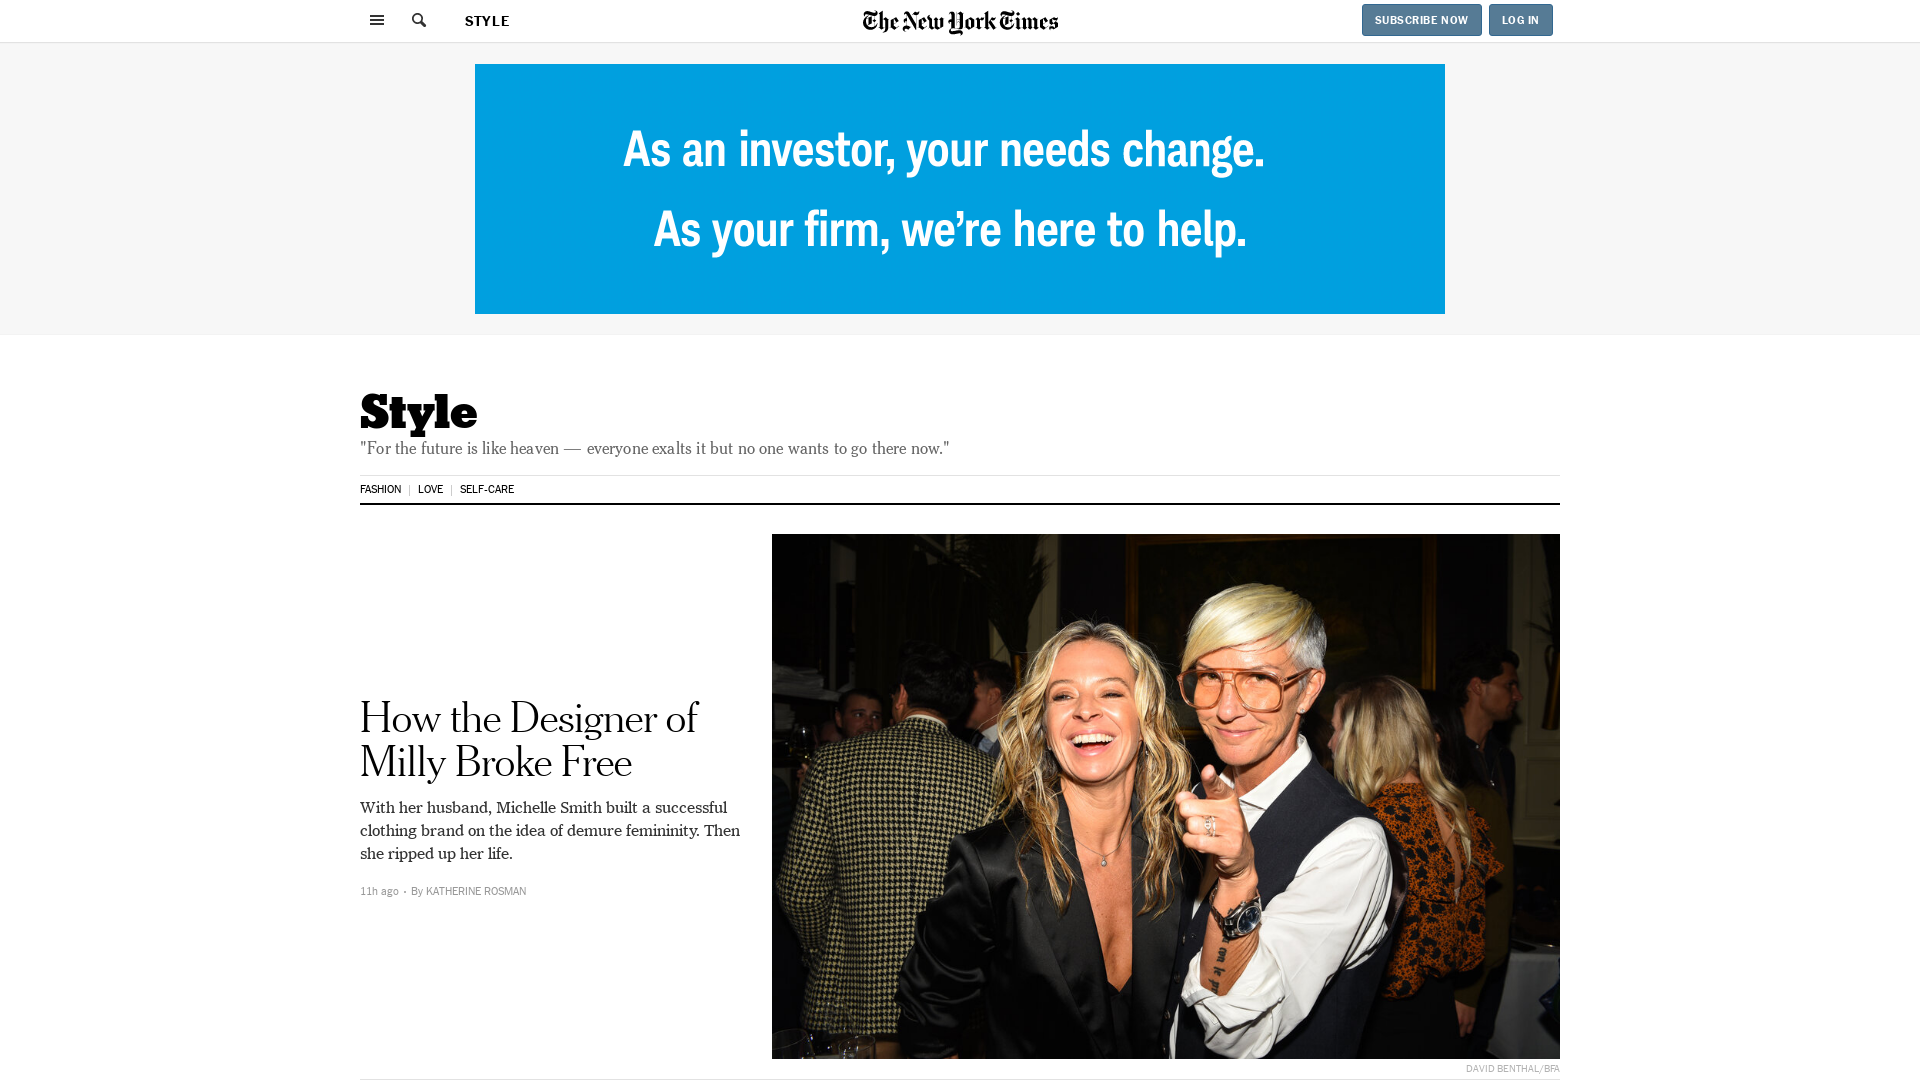 STYLE
The New York Times
SUBSCRIBE NOW
LOG IN
As an investor, your needs change.
As your firm, we’re here to help.
Style
"For the future is like heaven — everyone exalts it but no one wants to go there now."
FASHION | LOVE | SELF-CARE
How the Designer of
Milly Broke Free
With her husband, Michelle Smith built a successful
clothing brand on the idea of demure femininity. Then
she ripped up her life.
11h ago • By KATHERINE ROSMAN
DAVID BENTHAL/BFA